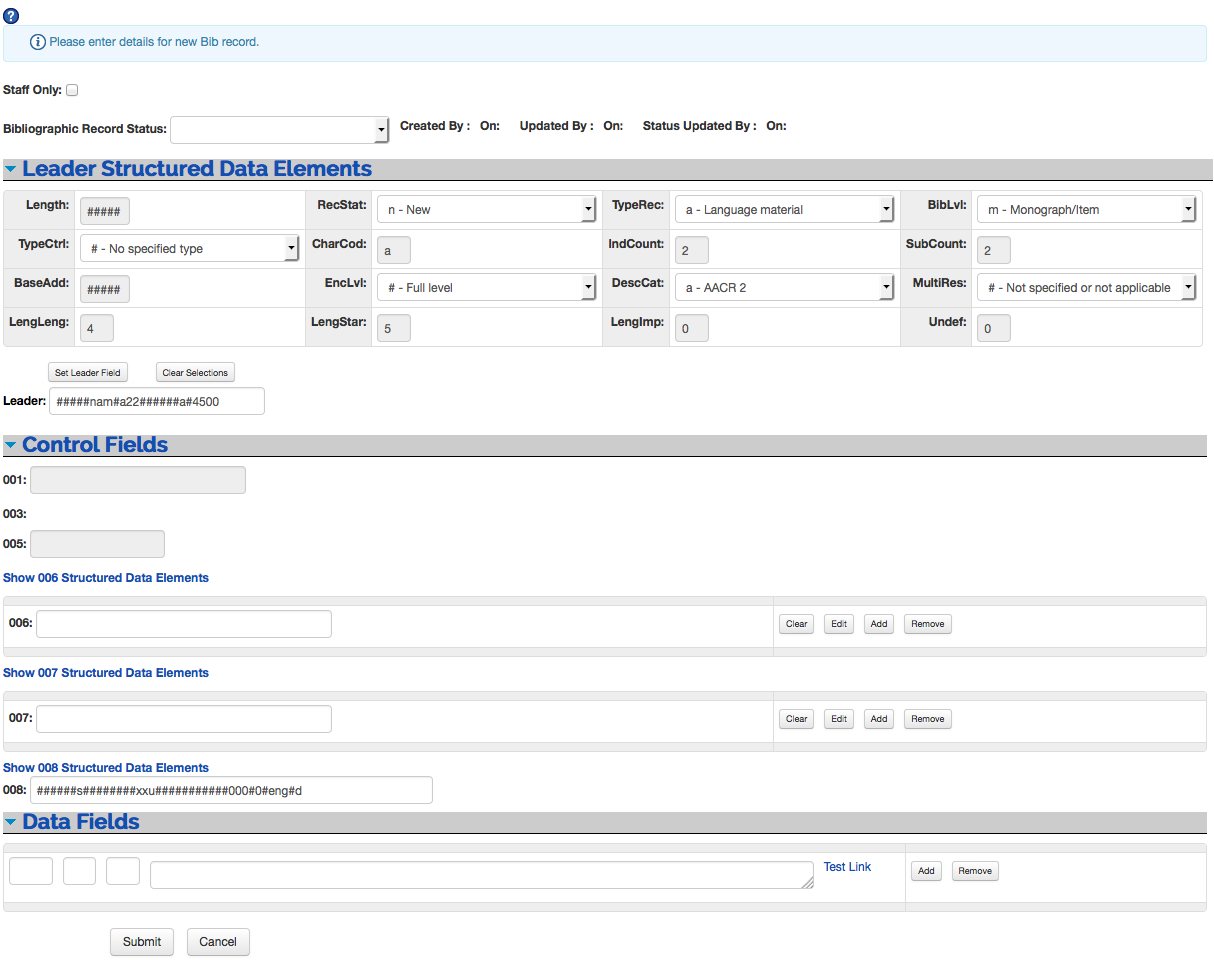 ?
i Please enter details for new Bib record.
Staff Only:
Bibliographic Record Status: Created By : On: Updated By : On: Status Updated By : On:
Leader Structured Data Elements
Length: ##### RecStat: n - New TypeRec: a - Language material BibLvl: m - Monograph/Item
TypeCtrl: # - No specified type CharCod: a IndCount: 2 SubCount: 2
BaseAdd: ##### EncLvl: # - Full level DescCat: a - AACR 2 MultiRes: # - Not specified or not applicable
LengLeng: 4 LengStar: 5 LengImp: 0 Undef: 0
Set Leader Field Clear Selections
Leader: #####nam#a22######a#4500
Control Fields
001:
003:
005:
Show 006 Structured Data Elements
006: Clear Edit Add Remove
Show 007 Structured Data Elements
007: Clear Edit Add Remove
Show 008 Structured Data Elements
008: ######s########xxu###########000#0#eng#d
Data Fields
Test Link Add Remove
Submit Cancel